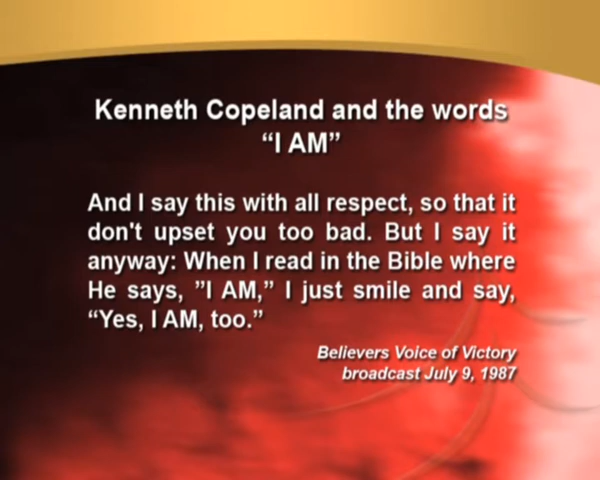 Kenneth Copeland and the words
“I AM”
And I say this with all respect, so that it
don't upset you too bad. But I say it
anyway: When I read in the Bible where
He says, ”I AM,” I just smile and say,
“Yes, I AM, too.”
Believers Voice of Victory
broadcast July 9, 1987